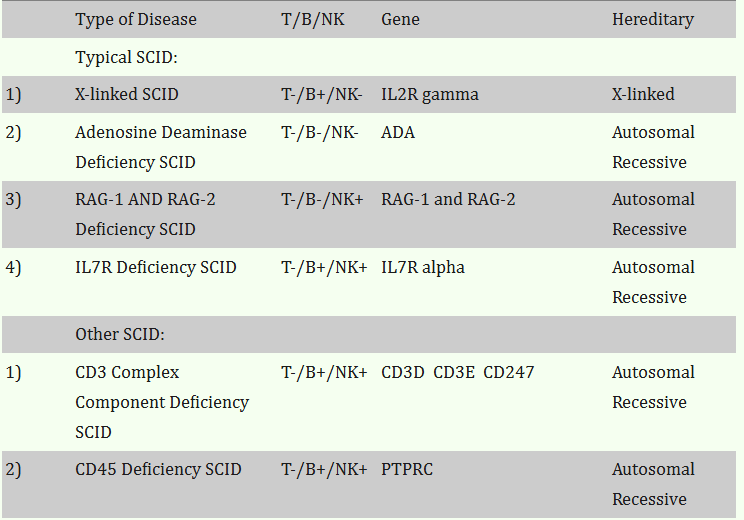 Type of Disease T/B/NK Gene Hereditary
Typical SCID:
1) X-linked SCID T-/B+/NK- IL2R gamma X-linked
2) Adenosine Deaminase T-/B-/NK- ADA Autosomal
Deficiency SCID Recessive
3) RAG-1 AND RAG-2 T-/B-/NK+ RAG-1 and RAG-2 Autosomal
Deficiency SCID Recessive
4) IL7R Deficiency SCID T-/B+/NK+ IL7R alpha Autosomal
Recessive
Other SCID:
1) CD3 Complex T-/B+/NK+ CD3D CD3E CD247 Autosomal
Component Deficiency Recessive
SCID
2) CD45 Deficiency SCID T-/B+/NK+ PTPRC Autosomal
Recessive